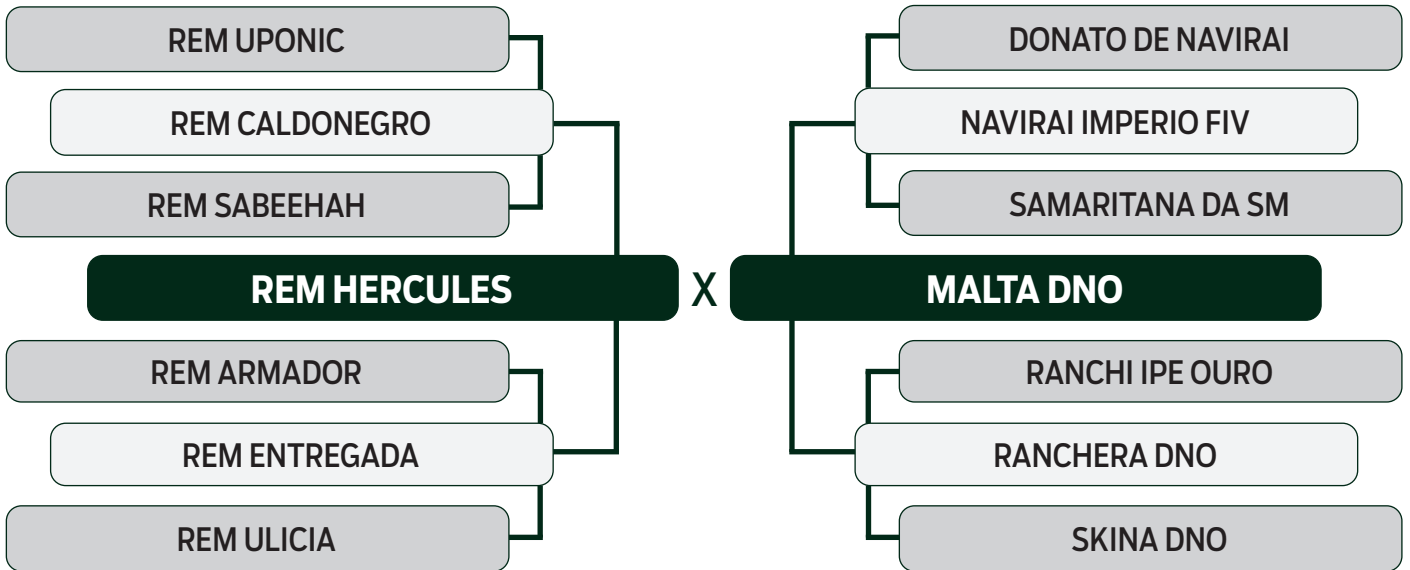 REM UPONIC
REM CALDONEGRO
REM SABEEHAH
REM HERCULES
REM ARMADOR
REM ENTREGADA
REM ULICIA
X
DONATO DE NAVIRAI
NAVIRAI IMPERIO FIV
SAMARITANA DA SM
MALTA DNO
RANCHI IPE OURO
RANCHERA DNO
SKINA DNO